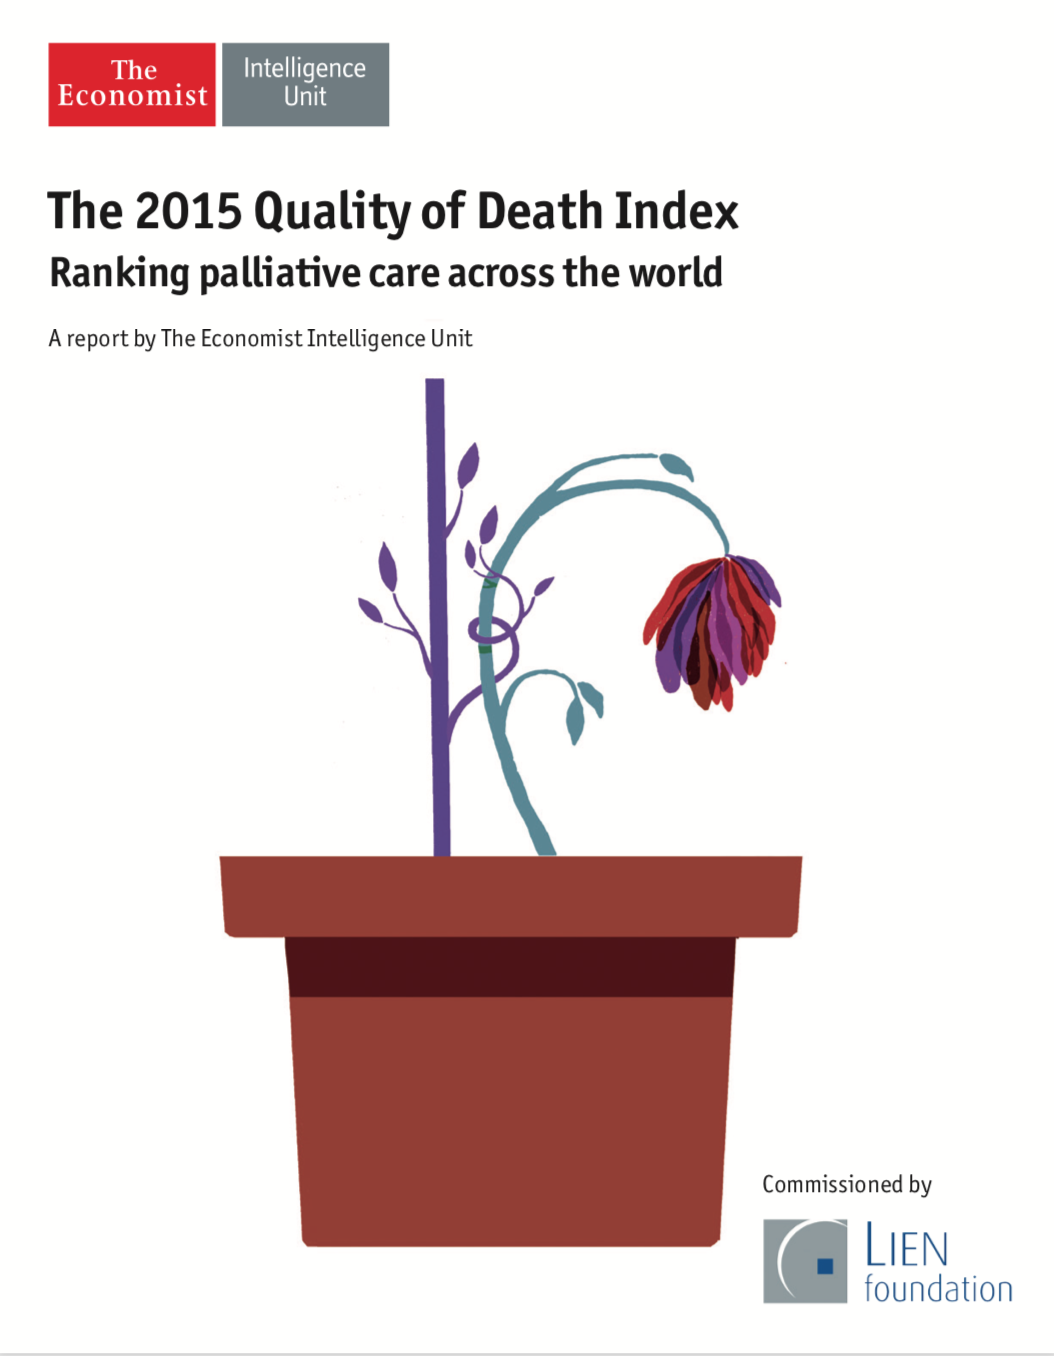 The
Economist
Intelligence
Unit
The 2015 Quality of Death Index
Ranking palliative care across the world
A report by The Economist Intelligence Unit
Commissioned by
LIEN
foundation